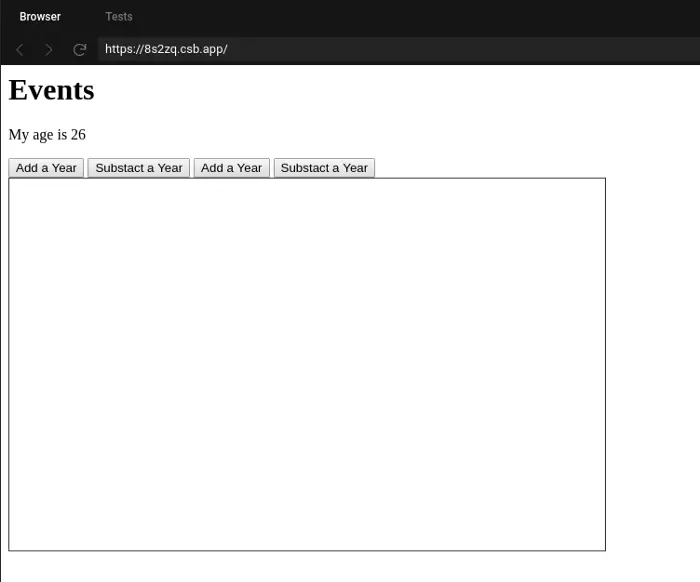 Browser Tests
https://8s2zq.csb.app/
Events
My age is 26
Add a Year Substact a Year Add a Year Substact a Year